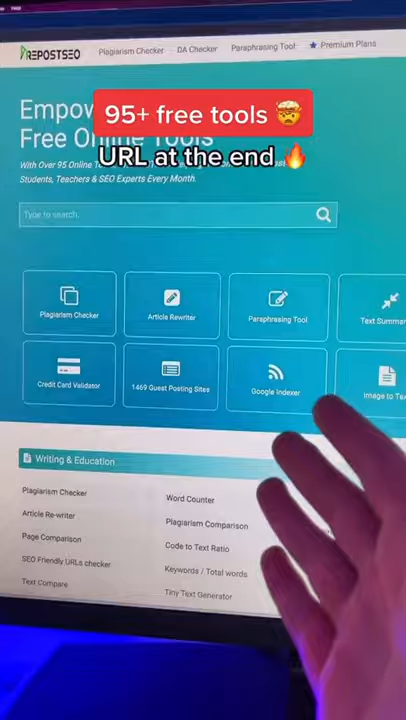 PREPOSTSEO
Plagiarism Checker
DA Checker
Paraphrasing Tool
Premium Plans
Empow
Free Online Tools
95+ free tools 🤯
URL at the end 🔥
With Over 95 Online T
Students, Teachers & SEO Experts Every Month.
Type to search.
Plagiarism Checker
Article Rewriter
Paraphrasing Tool
Text Summar
Credit Card Validator
1469 Guest Posting Sites
Google Indexer
Image to Text
Writing & Education
Plagiarism Checker
Word Counter
Article Re-writer
Plagiarism Comparison
Page Comparison
Code to Text Ratio
SEO Friendly URLs checker
Keywords / Total words
Text Compare
Tiny Text Generator